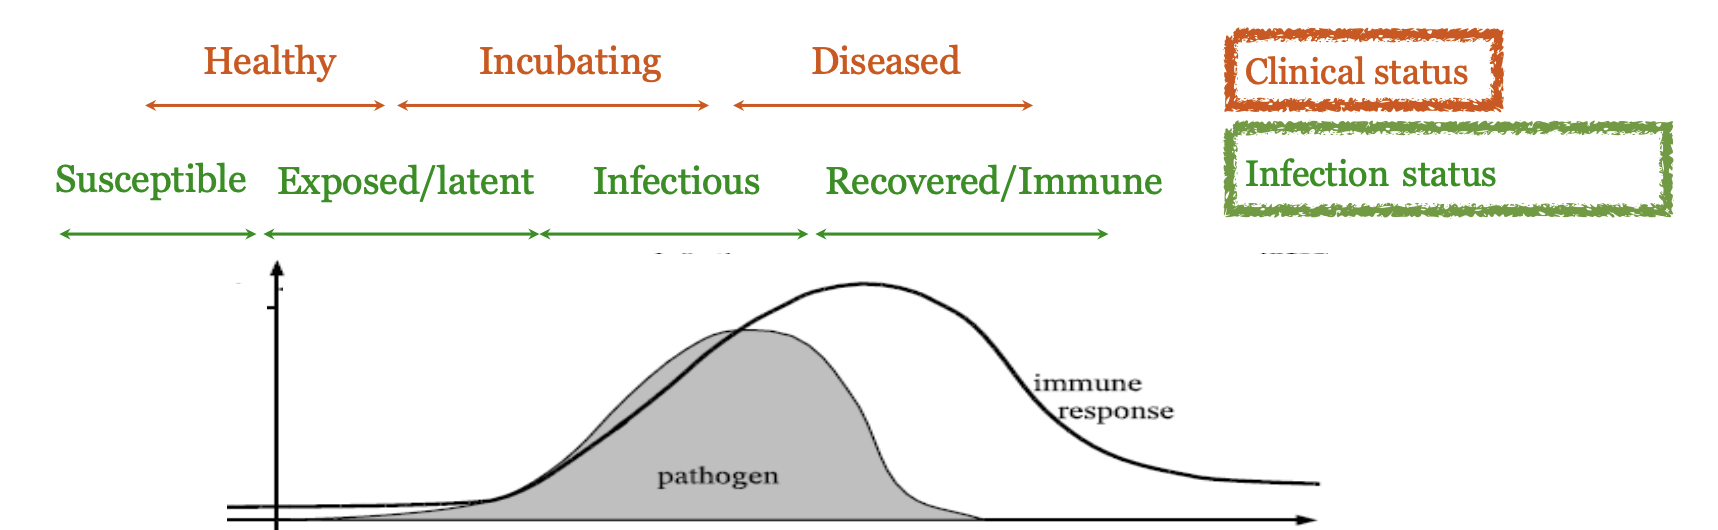 Healthy Incubating Diseased Clinical status
Susceptible Exposed/latent Infectious Recovered/Immune Infection status
immune
response
pathogen